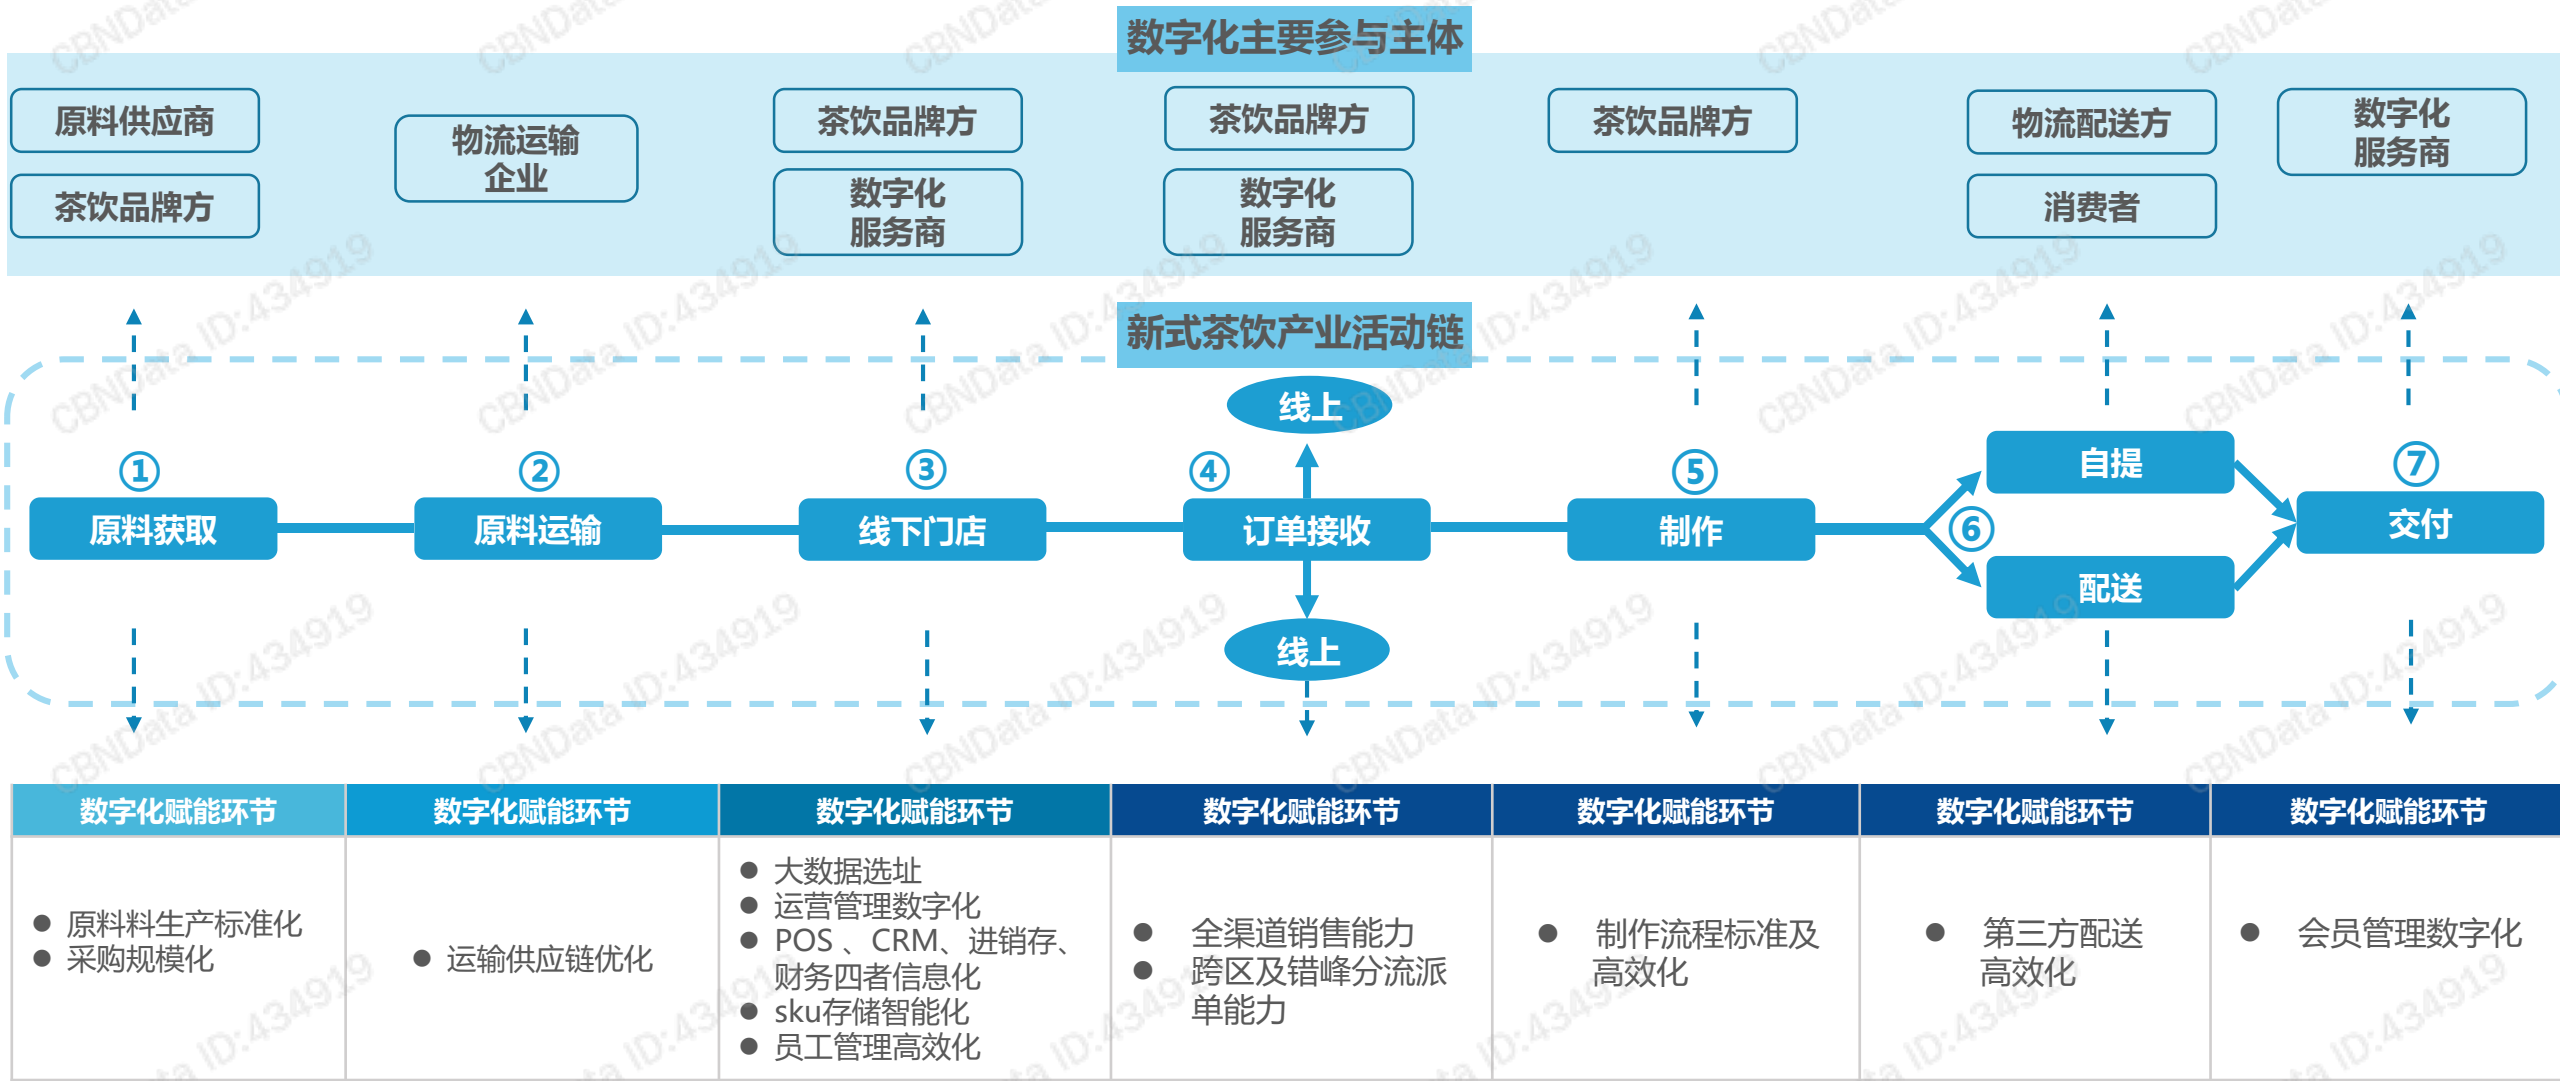 数字化主要参与主体
原料供应商
茶饮品牌方
物流运输
企业
茶饮品牌方
数字化
服务商
茶饮品牌方
数字化
服务商
茶饮品牌方
物流配送方
消费者
数字化
服务商
新式茶饮产业活动链
①
原料获取
②
原料运输
③
线下门店
④
线上
订单接收
线上
⑤
制作
⑥
自提
配送
⑦
交付
数字化赋能环节
● 原料料生产标准化
● 采购规模化
数字化赋能环节
● 运输供应链优化
数字化赋能环节
● 大数据选址
● 运营管理数字化
● POS 、CRM、进销存、
财务四者信息化
● sku存储智能化
● 员工管理高效化
数字化赋能环节
● 全渠道销售能力
● 跨区及错峰分流派
单能力
数字化赋能环节
● 制作流程标准及
高效化
数字化赋能环节
● 第三方配送
高效化
数字化赋能环节
● 会员管理数字化
CBNData ID:434919